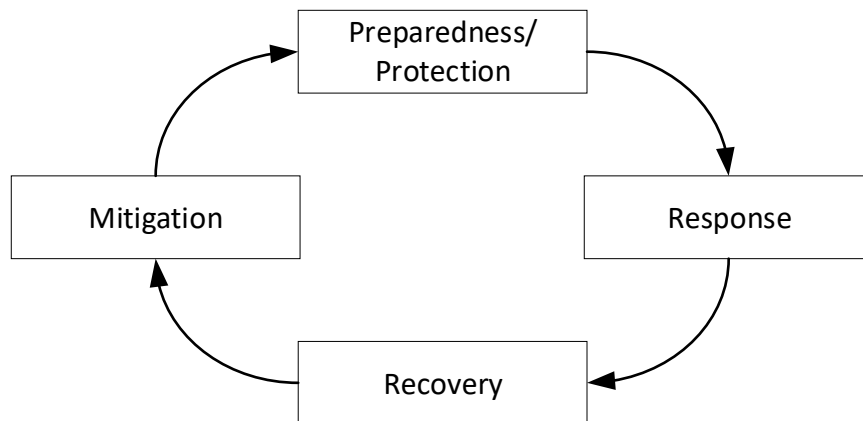 Preparedness/
Protection
Mitigation
Response
Recovery